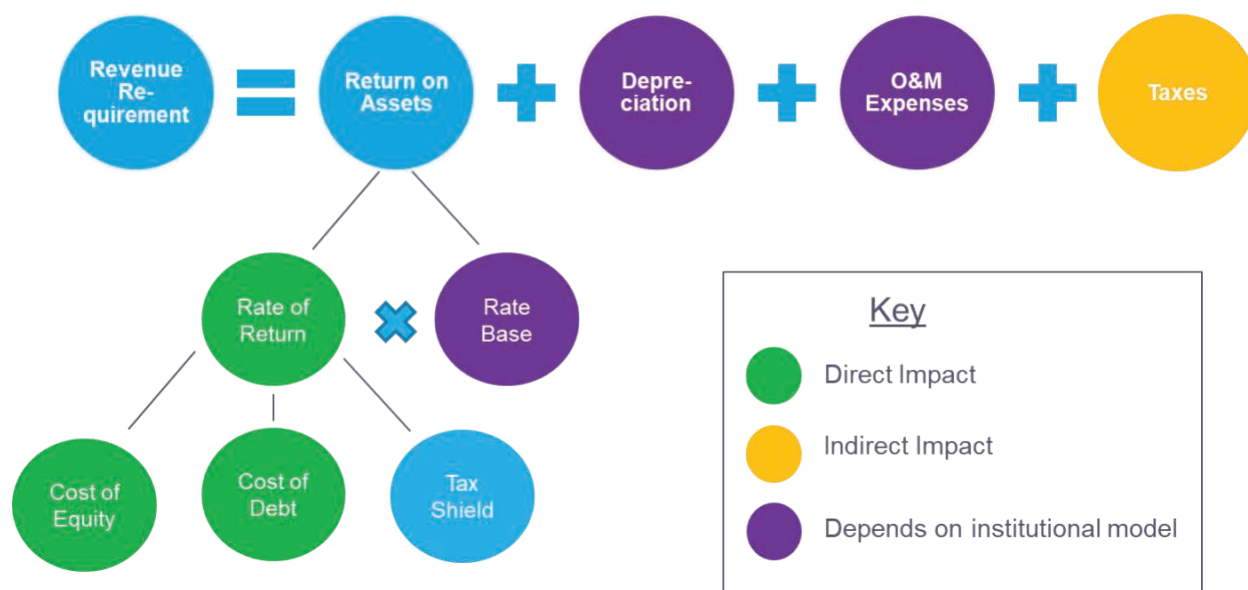 Revenue
Re-
quirement
Return on
Assets
Depre-
ciation
O&M
Expenses
Taxes
Rate of
Return
Rate
Base
Cost of
Equity
Cost of
Debt
Tax
Shield
Key
Direct Impact
Indirect Impact
Depends on institutional model